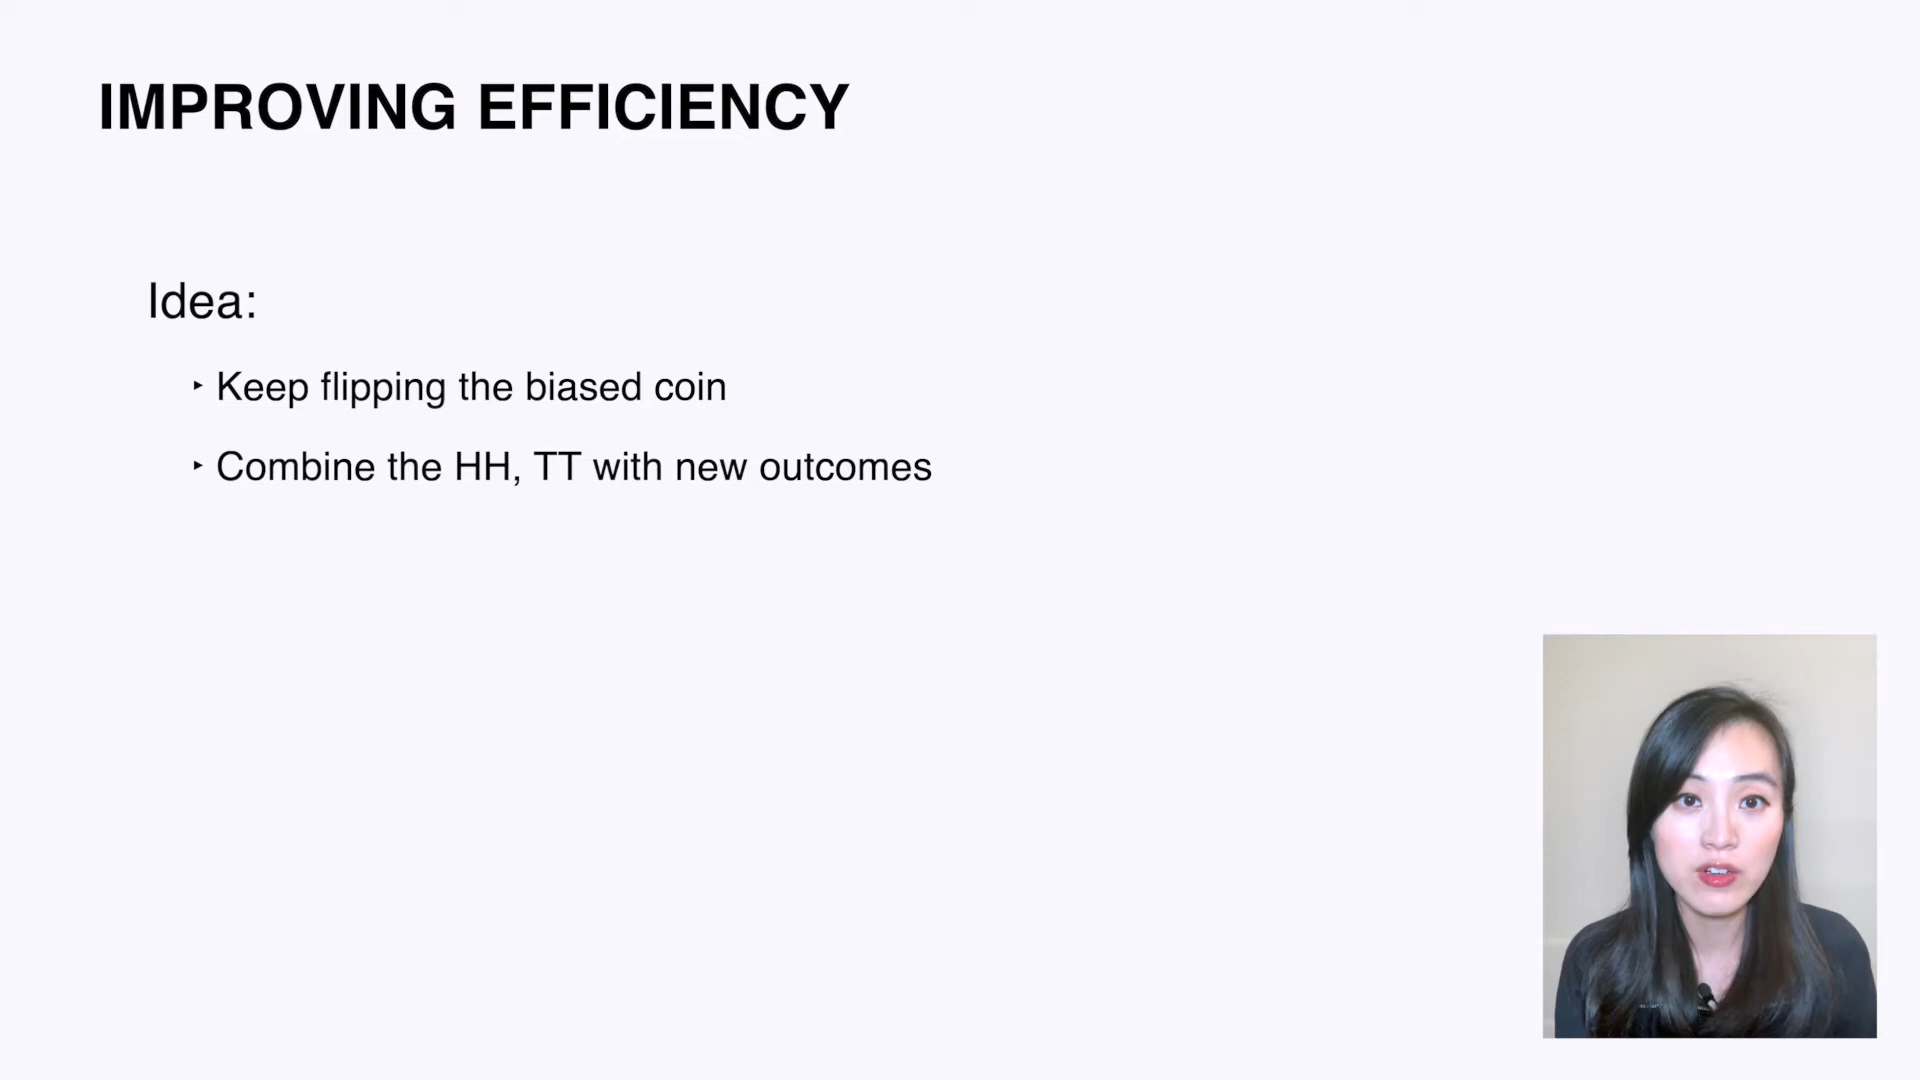 IMPROVING EFFICIENCY
Idea:
‣ Keep flipping the biased coin
‣ Combine the HH, TT with new outcomes